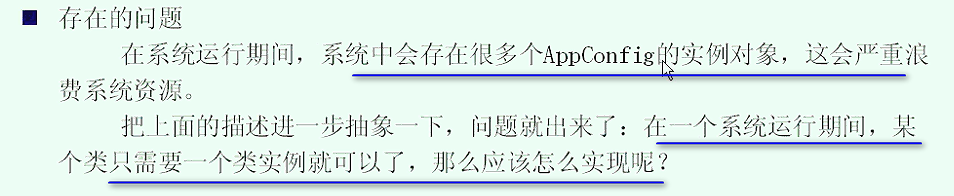 存在的问题
在系统运行期间，系统中会存在很多个AppConfig的实例对象，这会严重浪
费系统资源。
把上面的描述进一步抽象一下，问题就出来了：在一个系统运行期间，某
个类只需要一个类实例就可以了，那么应该怎么实现呢？